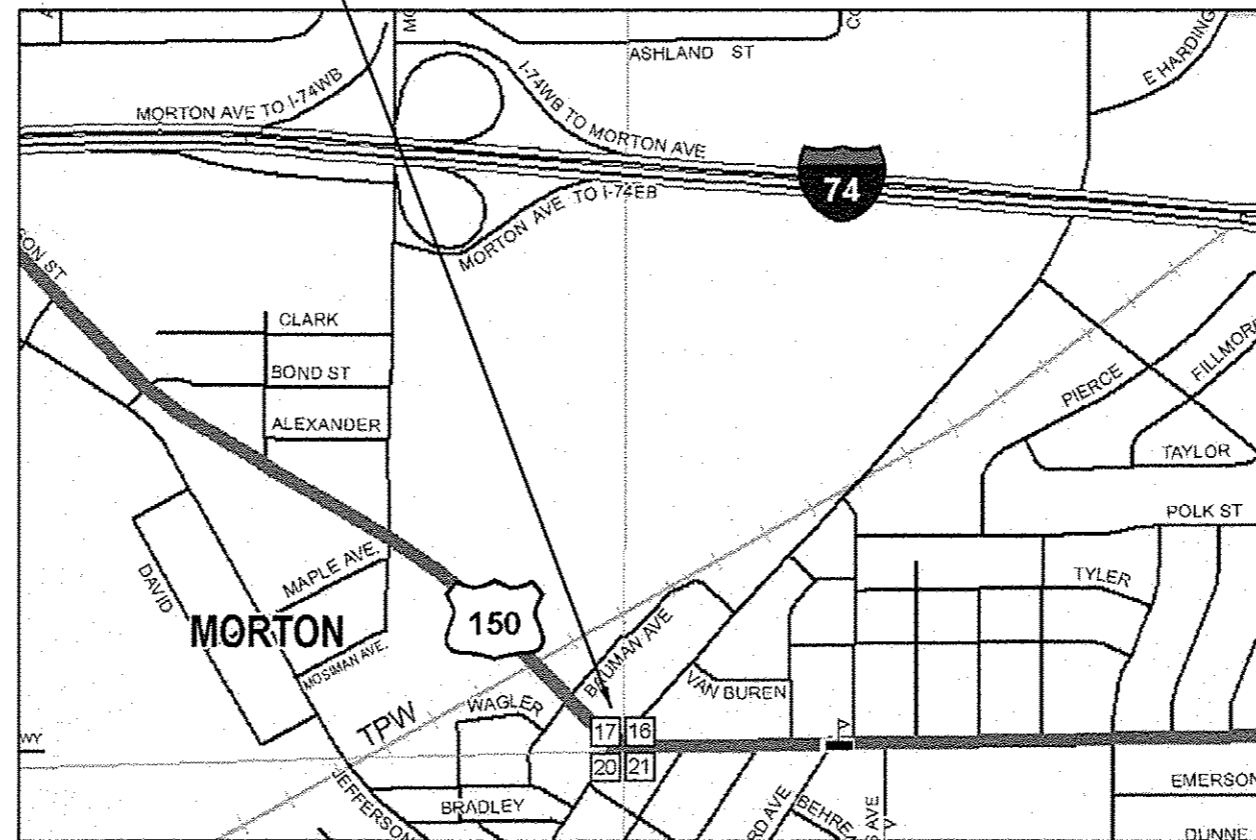 ASHLAND ST
E HARDING
MORTON AVE TO I-74WB
I-74WB TO MORTON AVE
74
MORTON AVE TO I-74EB
CLARK
BOND ST
ALEXANDER
PIERCE
TAYLOR
POLK ST
TYLER
MAPLE AVE.
DAVID
MORTON
150
MOSIMAN AVE.
BAUMAN AVE
VAN BUREN
WAGLER
TPW
17 16
20 21
JEFFERSON
BRADLEY
EMERSON